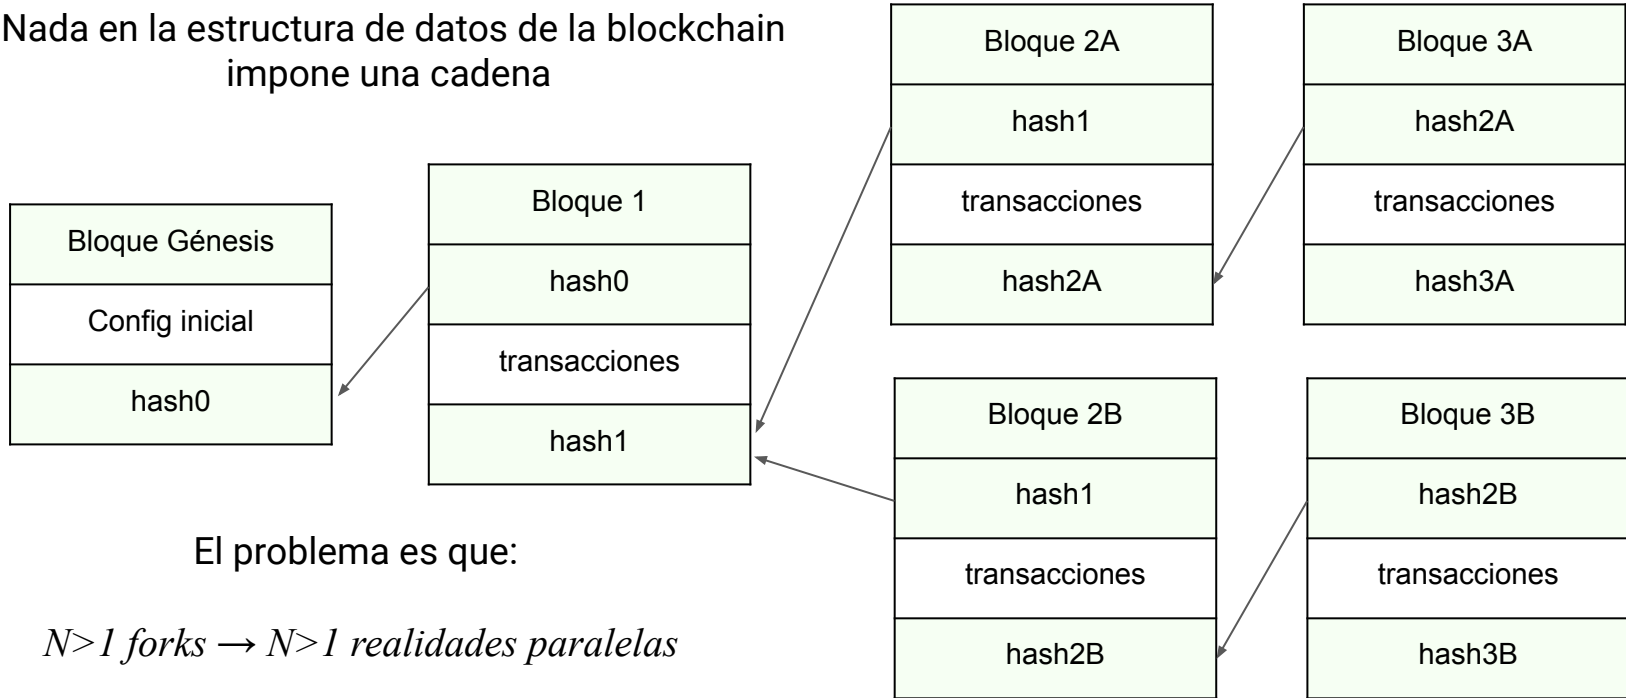 Nada en la estructura de datos de la blockchain
impone una cadena
Bloque Génesis
Config inicial
hash0
Bloque 1
hash0
transacciones
hash1
Bloque 2A
hash1
transacciones
hash2A
Bloque 3A
hash2A
transacciones
hash3A
Bloque 2B
hash1
transacciones
hash2B
Bloque 3B
hash2B
transacciones
hash3B
El problema es que:
N>1 forks → N>1 realidades paralelas